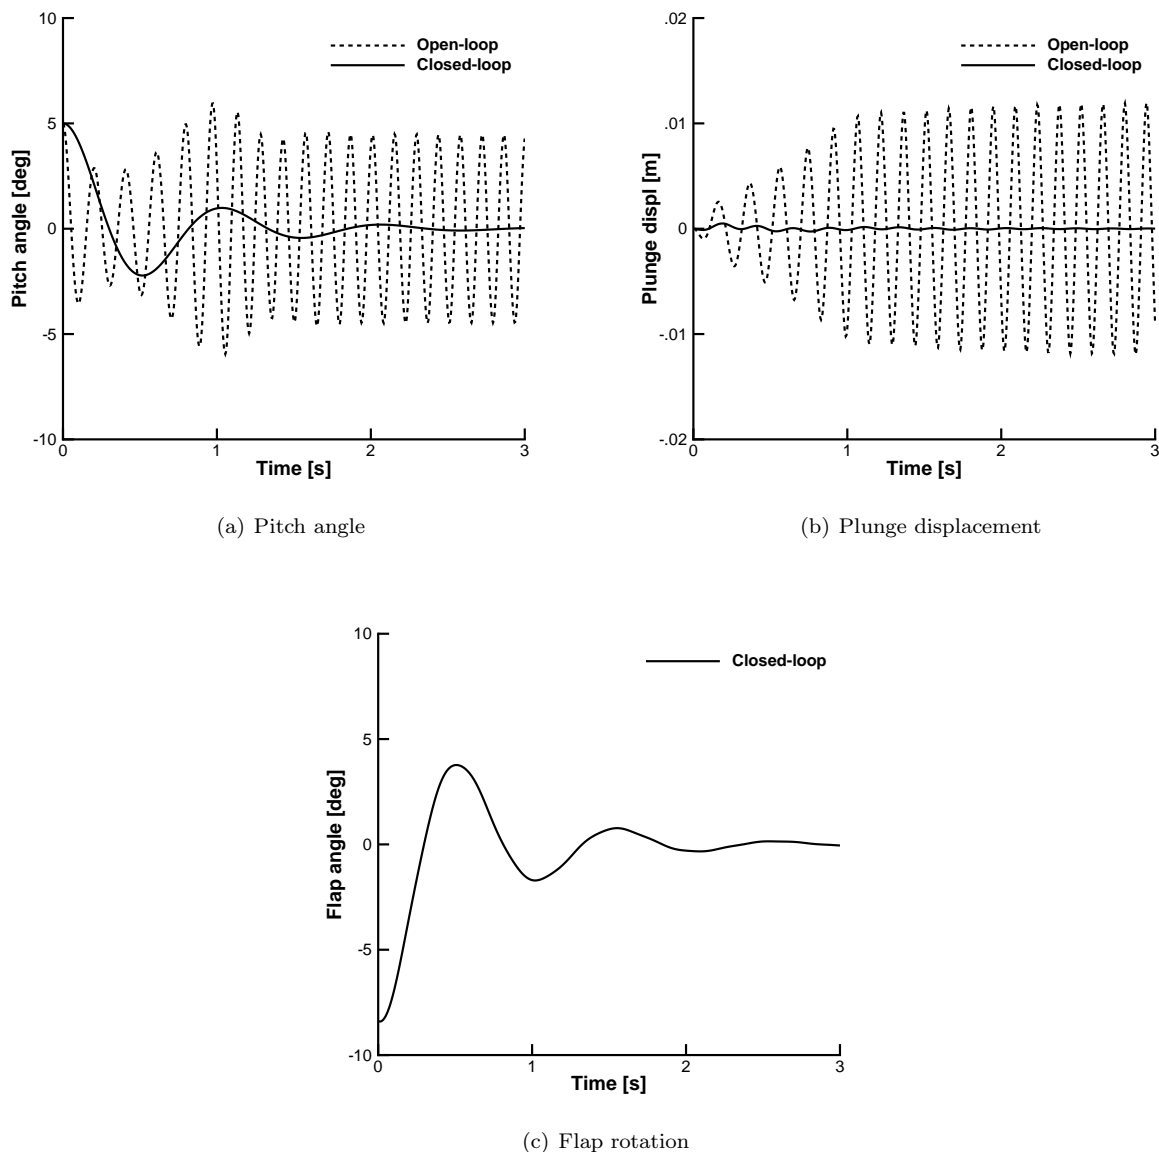 10
5
0
-5
-10
Pitch angle [deg]
Open-loop
Closed-loop
0 1 2 3
Time [s]
(a) Pitch angle
.02
.01
0
-.01
-.02
Plunge displ [m]
Open-loop
Closed-loop
0 1 2 3
Time [s]
(b) Plunge displacement
10
5
0
-5
-10
Flap angle [deg]
Closed-loop
0 1 2 3
Time [s]
(c) Flap rotation